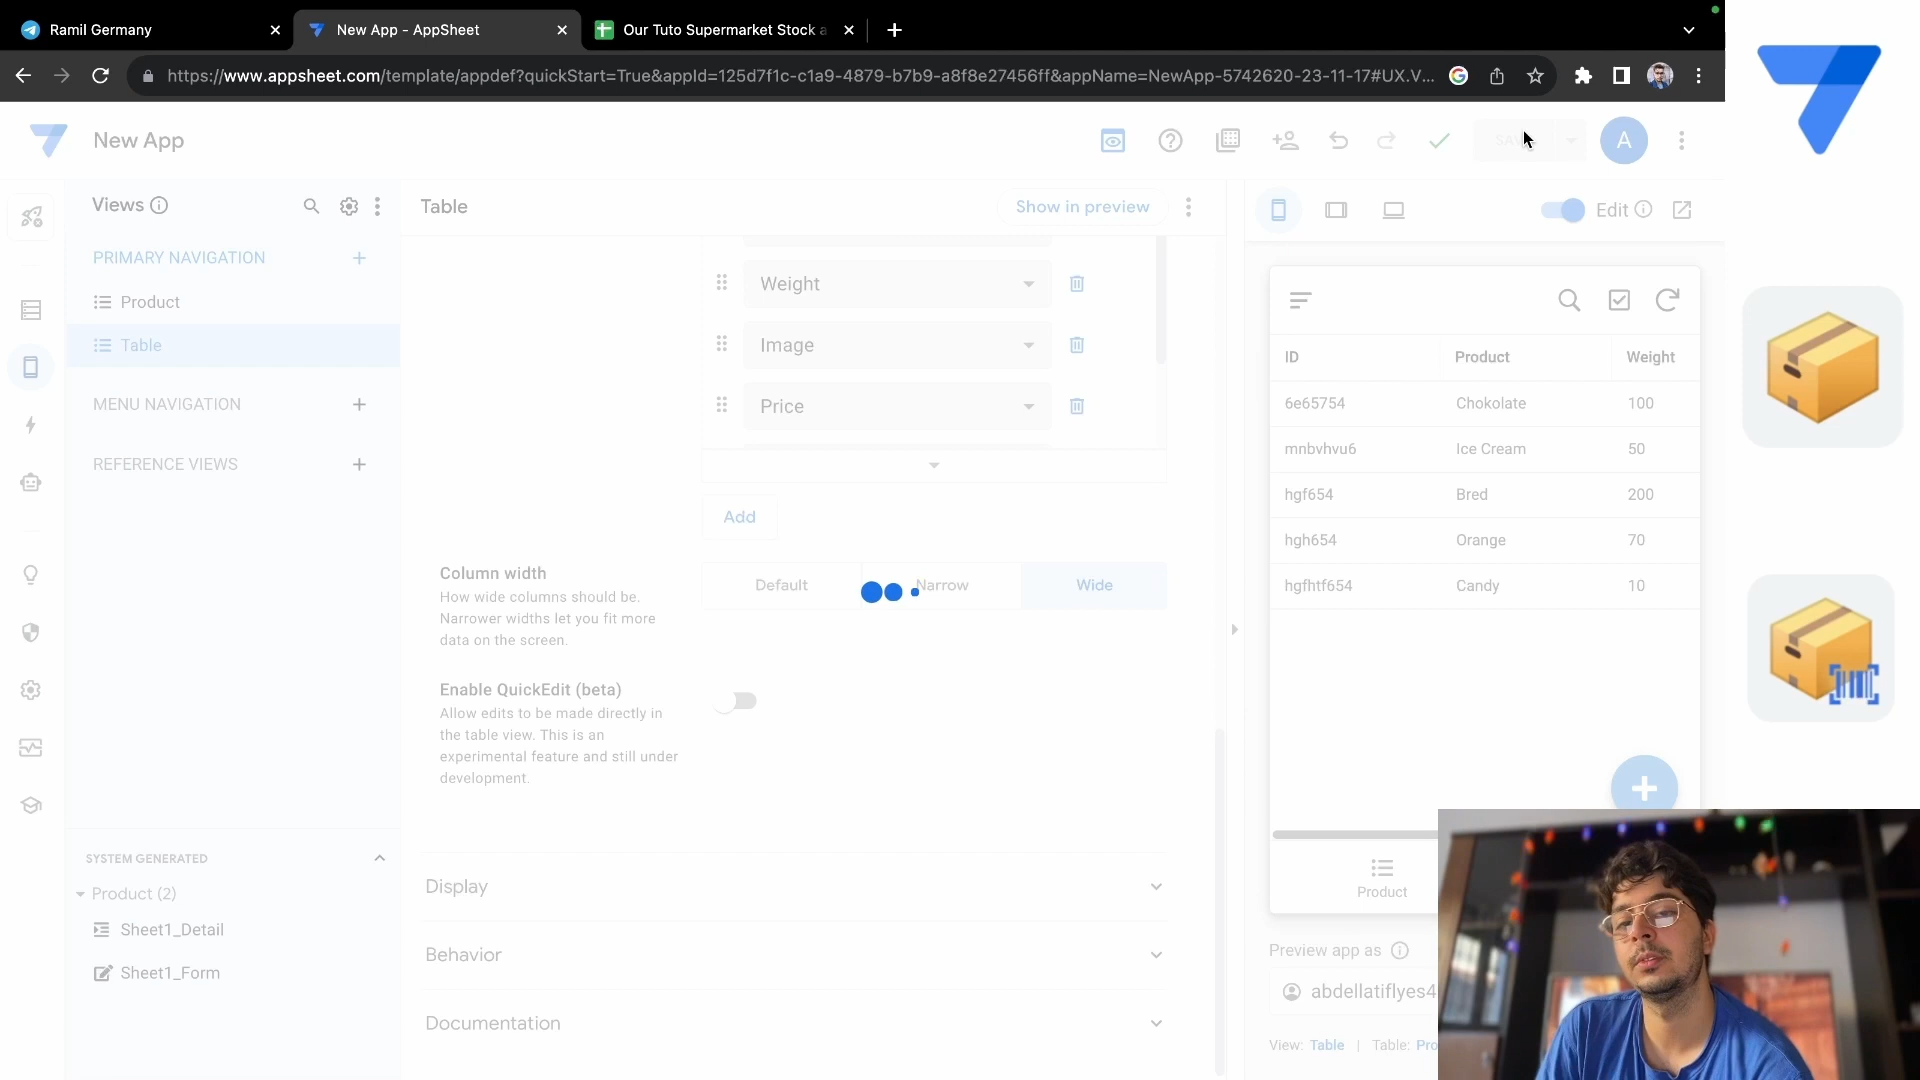 Ramil Germany
New App - AppSheet
Our Tuto Supermarket Stock a
https://www.appsheet.com/template/appdef?quickStart=True&appId=125d7f1c-c1a9-4879-b7b9-a8f8e27456ff&appName=NewApp-5742620-23-11-17#UX.V...
New App
A
Views
Table
Show in preview
Edit
PRIMARY NAVIGATION
Product
Table
MENU NAVIGATION
REFERENCE VIEWS
Weight
Image
Price
Add
Column width
How wide columns should be.
Narrower widths let you fit more
data on the screen.
Default
Narrow
Wide
Enable QuickEdit (beta)
Allow edits to be made directly in
the table view. This is an
experimental feature and still under
development.
Display
Behavior
Documentation
SYSTEM GENERATED
Product (2)
Sheet1_Detail
Sheet1_Form
ID Product Weight
6e65754 Chokolate 100
mnbvhvu6 Ice Cream 50
hgf654 Bred 200
hgh654 Orange 70
hgfhtf654 Candy 10
Product
Preview app as
abdellatiflyes4
View: Table | Table: Pro